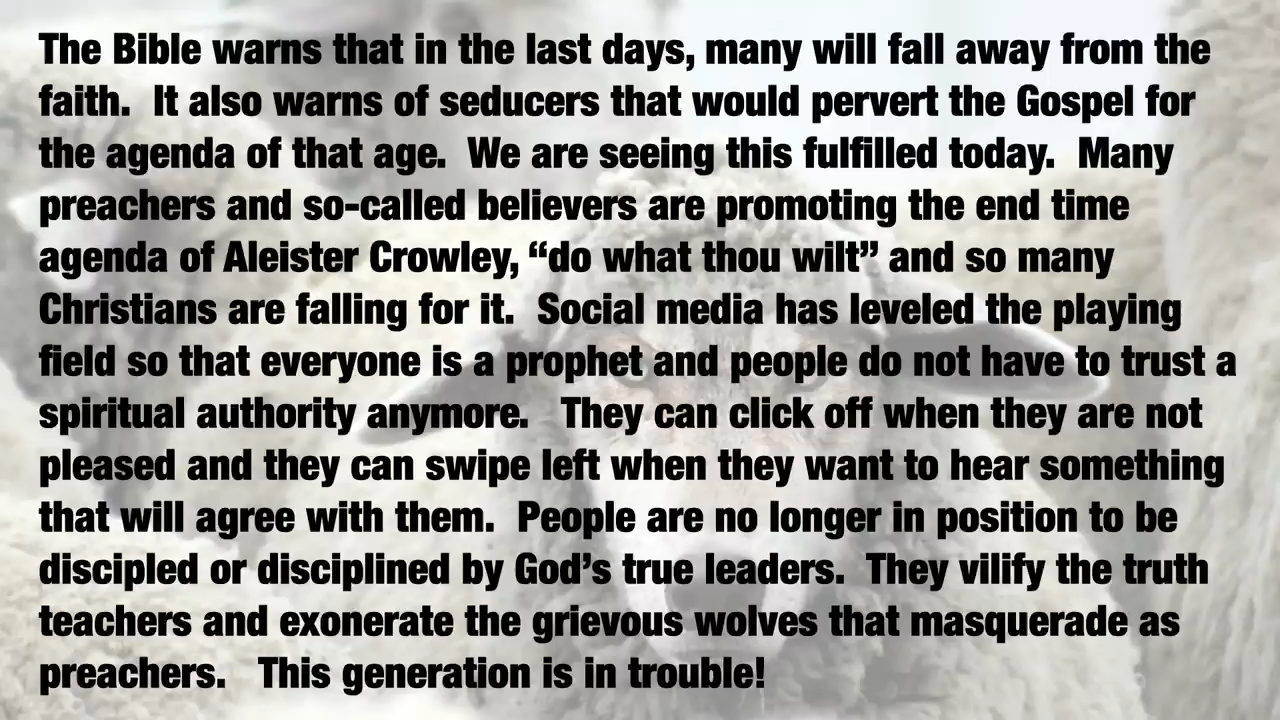 The Bible warns that in the last days, many will fall away from the
faith.  It also warns of seducers that would pervert the Gospel for
the agenda of that age.  We are seeing this fulfilled today.  Many
preachers and so-called believers are promoting the end time
agenda of Aleister Crowley, “do what thou wilt” and so many
Christians are falling for it.  Social media has leveled the playing
field so that everyone is a prophet and people do not have to trust a
spiritual authority anymore.   They can click off when they are not
pleased and they can swipe left when they want to hear something
that will agree with them.  People are no longer in position to be
discipled or disciplined by God’s true leaders.  They vilify the truth
teachers and exonerate the grievous wolves that masquerade as
preachers.   This generation is in trouble!